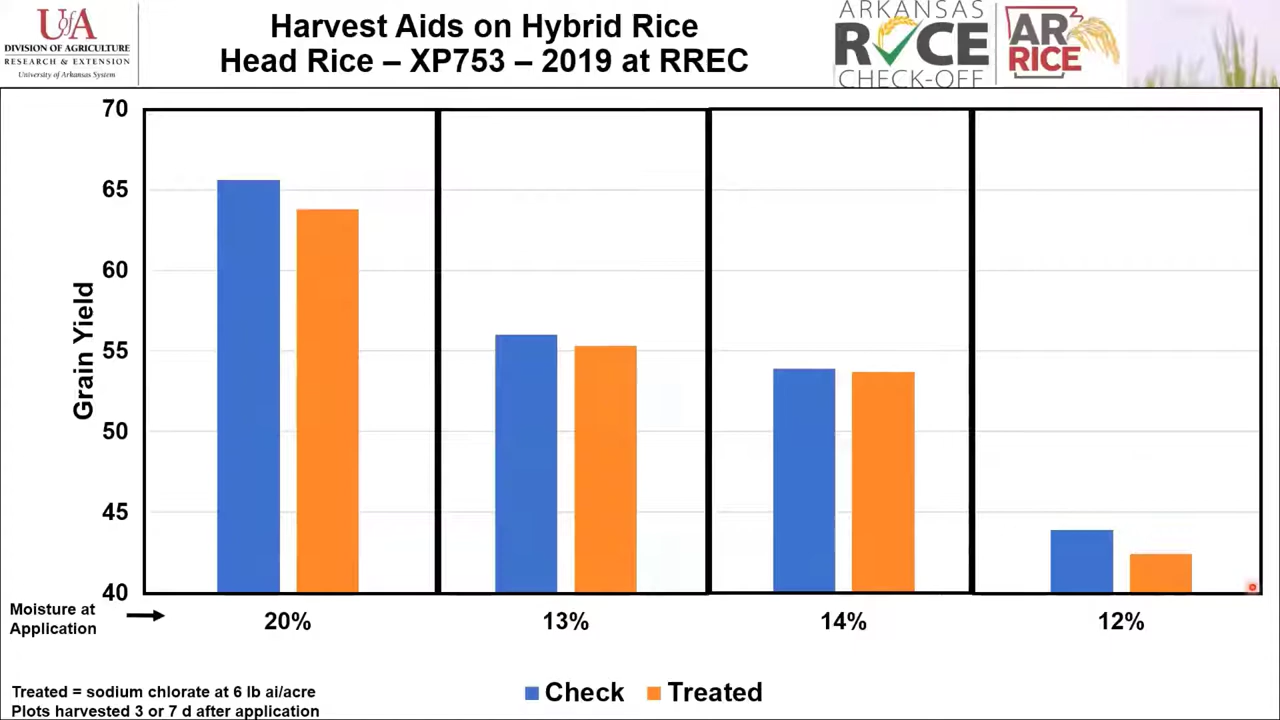 UofA
DIVISION OF AGRICULTURE
RESEARCH & EXTENSION
University of Arkansas System
Harvest Aids on Hybrid Rice
Head Rice – XP753 – 2019 at RREC
ARKANSAS
RICE
CHECK-OFF
AR
RICE
70
65
60
55
50
45
40
Grain Yield
Moisture at
Application
20%
13%
14%
12%
Check
Treated
Treated = sodium chlorate at 6 lb ai/acre
Plots harvested 3 or 7 d after application